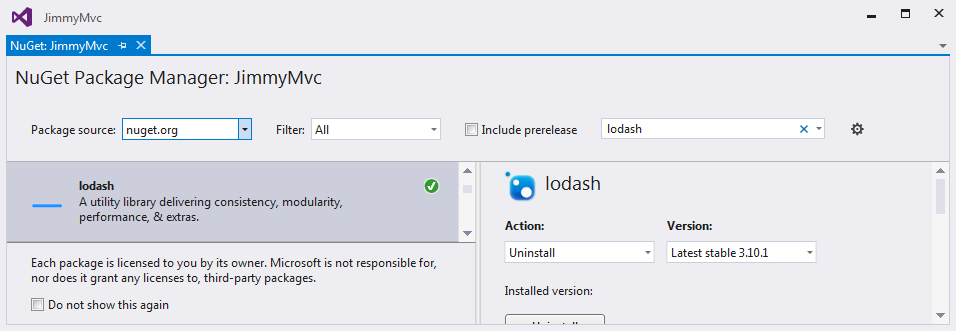 JimmyMvc
NuGet: JimmyMvc
NuGet Package Manager: JimmyMvc
Package source: nuget.org Filter: All Include prerelease lodash
lodash
A utility library delivering consistency, modularity,
performance, & extras.
Each package is licensed to you by its owner. Microsoft is not responsible for,
nor does it grant any licenses to, third-party packages.
Do not show this again
lodash
Action: Version:
Uninstall Latest stable 3.10.1
Installed version:
Uninstall